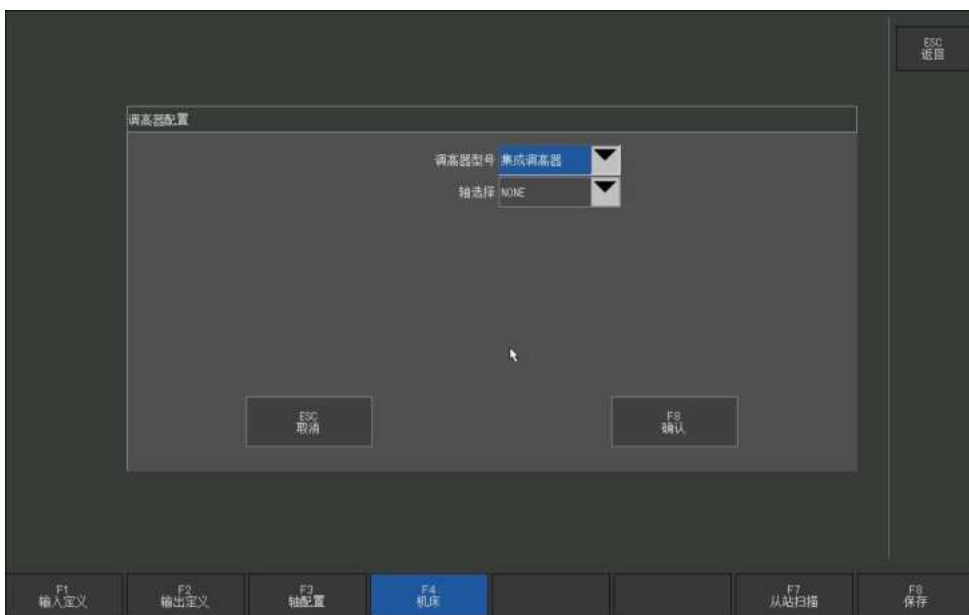 ESC
返回
调高器配置
调高器型号 集成调高器
轴选择 NONE
ESC
取消
F8
确认
F1
输入定义
F2
输出定义
F3
轴配置
F4
机床
F7
从站扫描
F8
保存